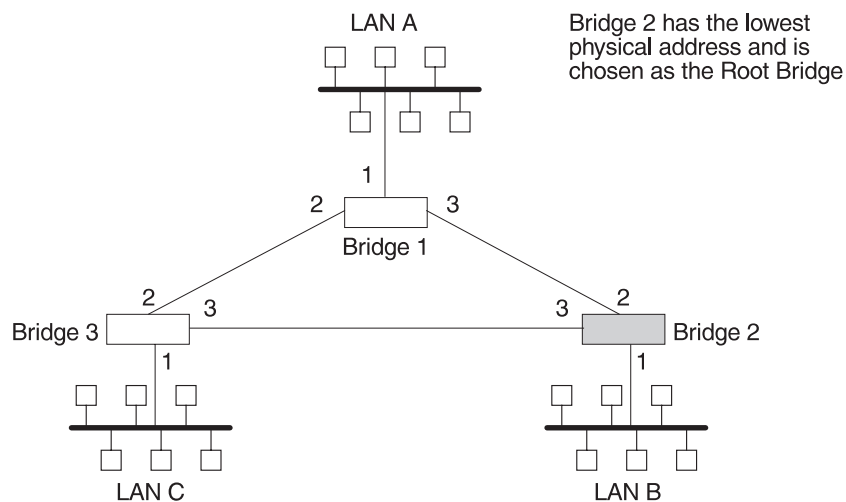 LAN A
Bridge 2 has the lowest
physical address and is
chosen as the Root Bridge
1
2
3
Bridge 1
2
3
3
2
Bridge 3
Bridge 2
1
1
LAN C
LAN B